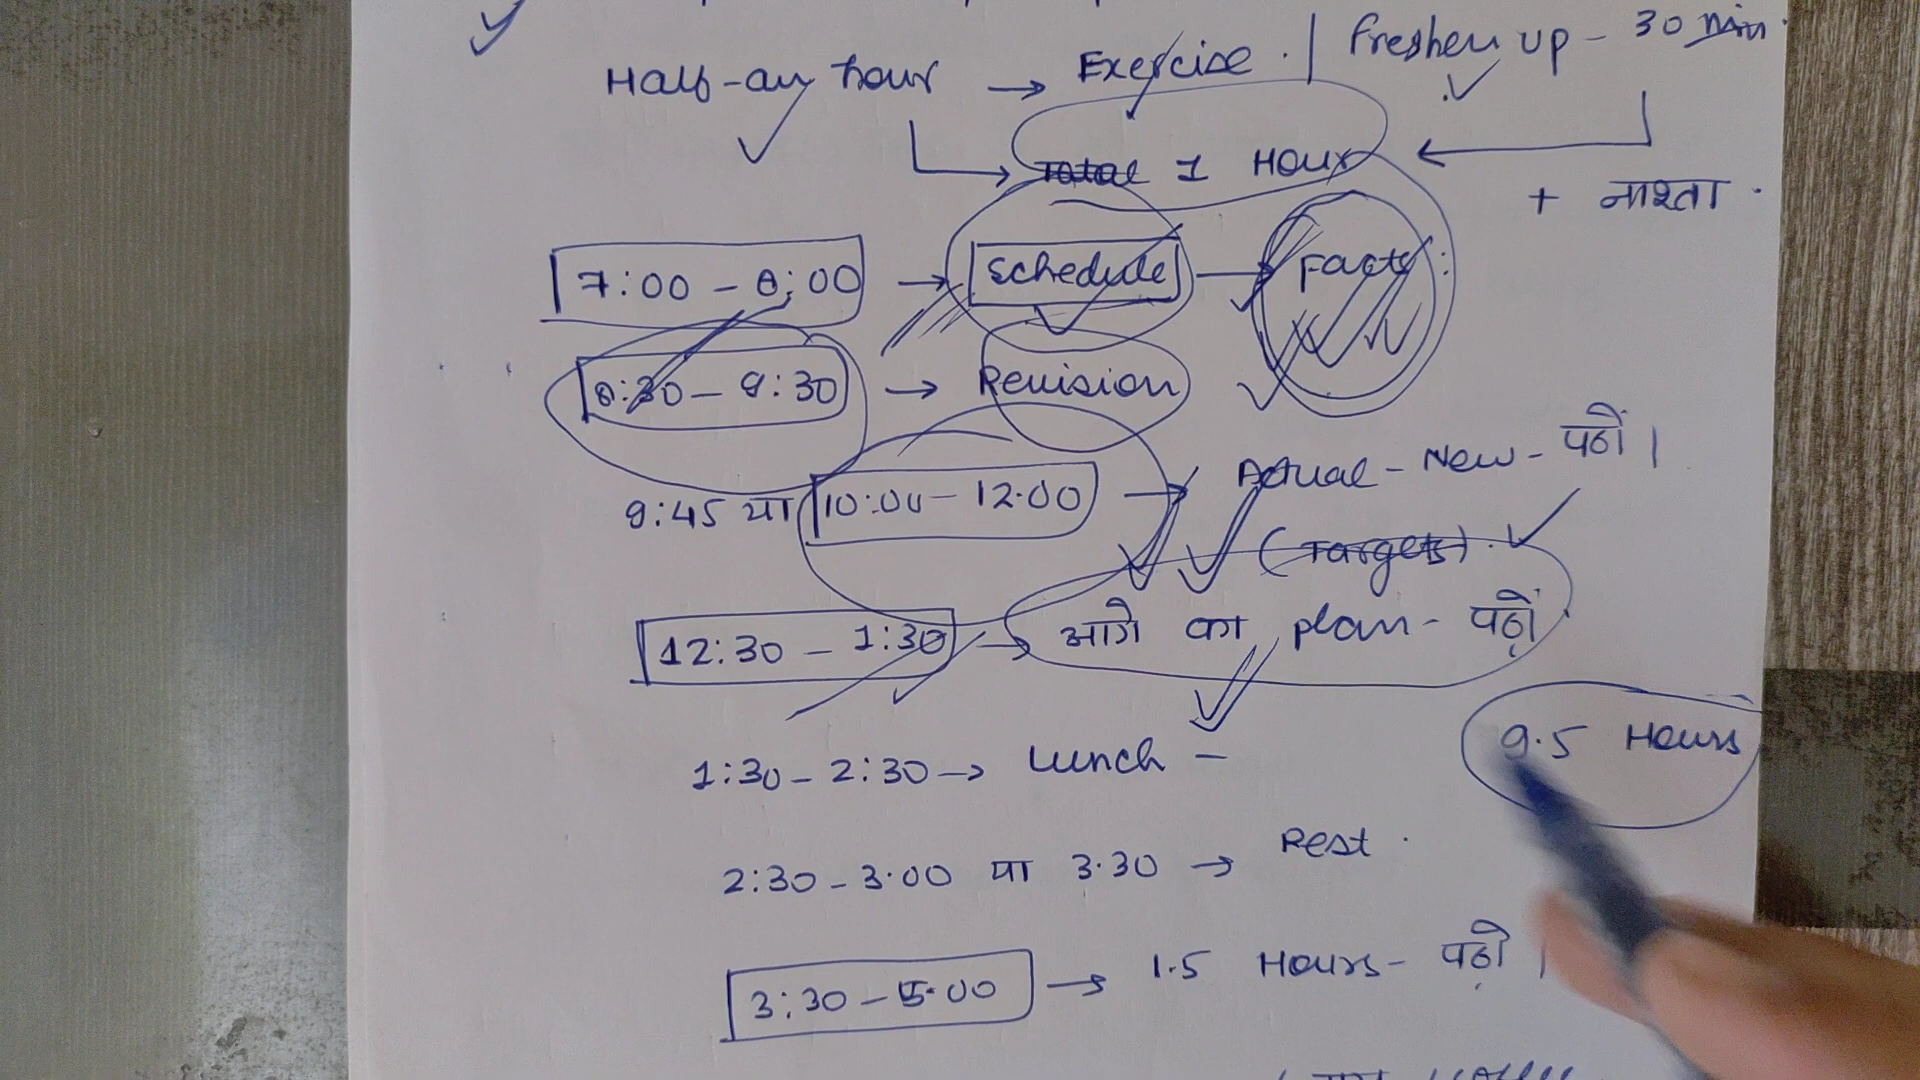 Half-an hour → Exercise. | Freshen up - 30 min.
Total 1 Hour
+ नाश्ता.
7:00 - 8:00 → Schedule → Facts:
8:30 - 9:30 → Revision
9:45 या 10:00 - 12.00 → Actual - New - पढ़ो।
(Targets).
12:30 - 1:30 → आगे का plan - पढ़ो
9.5 Hours
1:30 - 2:30 → Lunch -
2:30 - 3.00 या 3.30 → Rest.
3:30 - 5.00 → 1.5 Hours - पढ़ो।